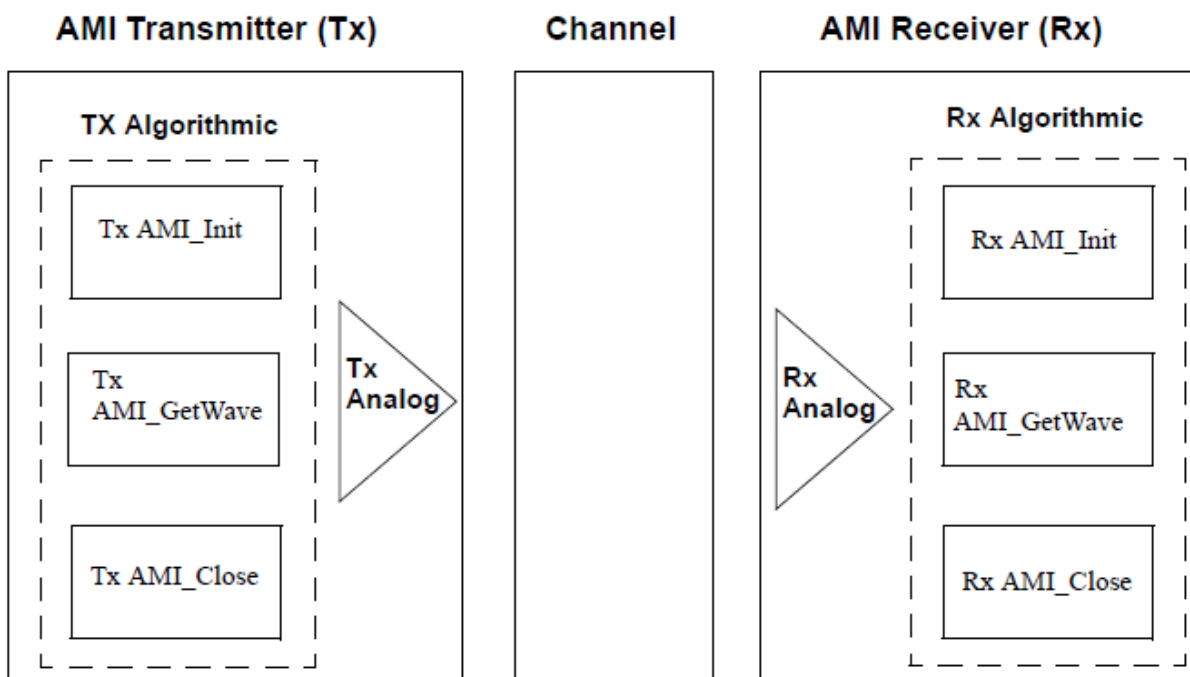 AMI Transmitter (Tx)
Channel
AMI Receiver (Rx)
TX Algorithmic
Tx AMI_Init
Tx
AMI_GetWave
Tx AMI_Close
Tx
Analog
Rx
Analog
Rx Algorithmic
Rx AMI_Init
Rx
AMI_GetWave
Rx AMI_Close